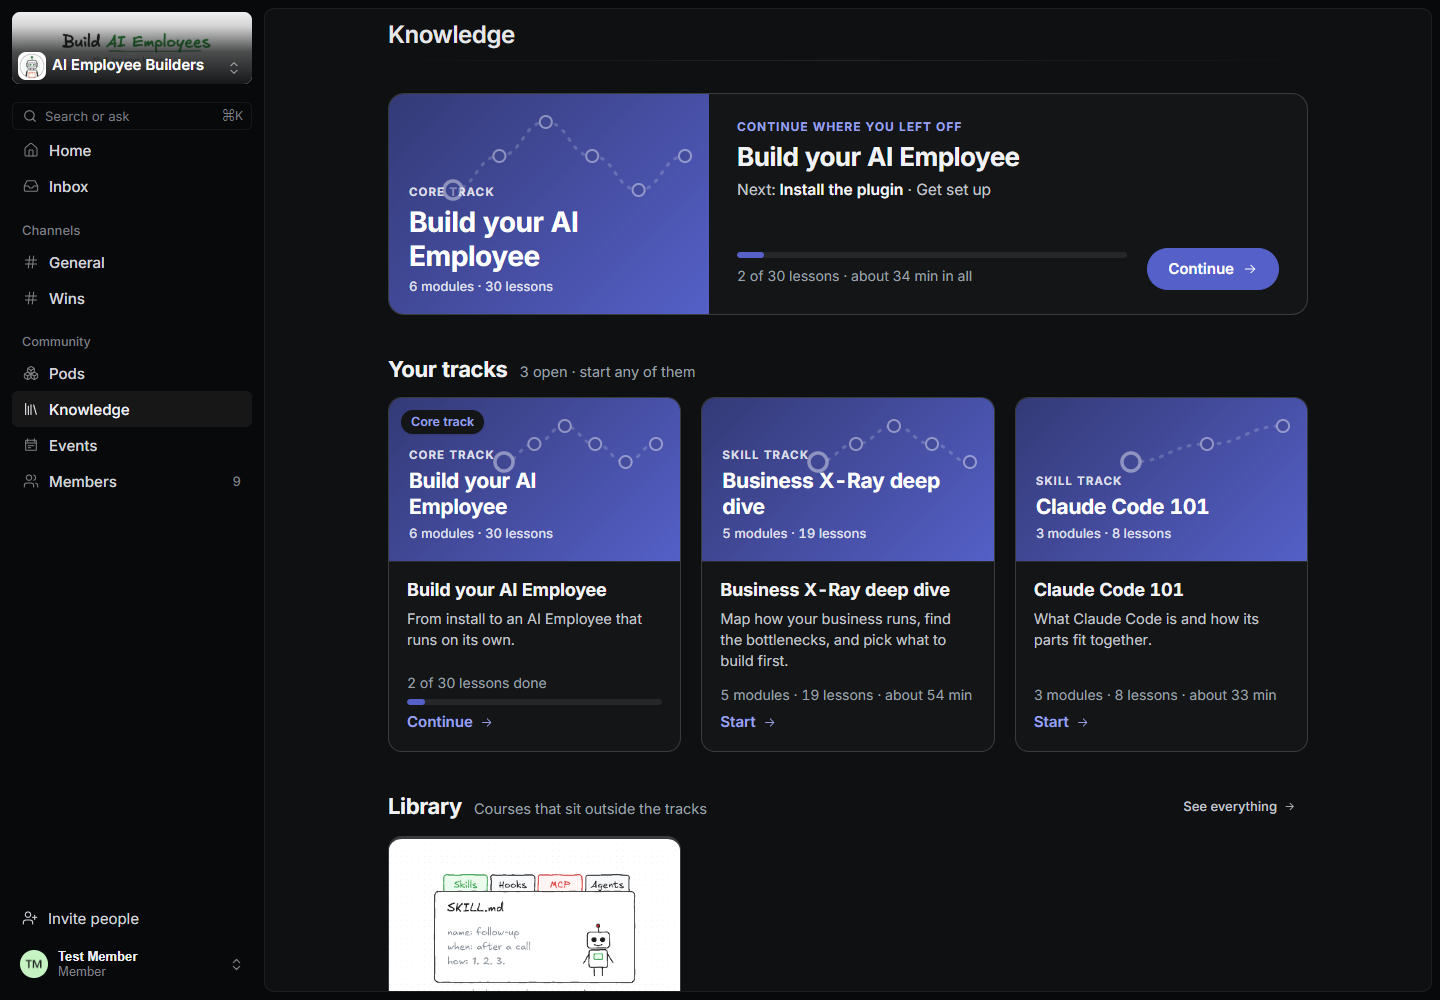 Build AI Employees
AI Employee Builders
Search or ask
⌘K
Home
Inbox
Channels
General
Wins
Community
Pods
Knowledge
Events
Members
9
Invite people
TM
Test Member
Member
Knowledge
CORE TRACK
Build your AI
Employee
6 modules · 30 lessons
CONTINUE WHERE YOU LEFT OFF
Build your AI Employee
Next: Install the plugin · Get set up
2 of 30 lessons · about 34 min in all
Continue →
Your tracks
3 open · start any of them
Core track
CORE TRACK
Build your AI
Employee
6 modules · 30 lessons
Build your AI Employee
From install to an AI Employee that
runs on its own.
2 of 30 lessons done
Continue →
SKILL TRACK
Business X-Ray deep
dive
5 modules · 19 lessons
Business X-Ray deep dive
Map how your business runs, find
the bottlenecks, and pick what to
build first.
5 modules · 19 lessons · about 54 min
Start →
SKILL TRACK
Claude Code 101
3 modules · 8 lessons
Claude Code 101
What Claude Code is and how its
parts fit together.
3 modules · 8 lessons · about 33 min
Start →
Library
Courses that sit outside the tracks
See everything →
Skills
Hooks
MCP
Agents
SKILL.md
name: follow-up
when: after a call
how: 1. 2. 3.